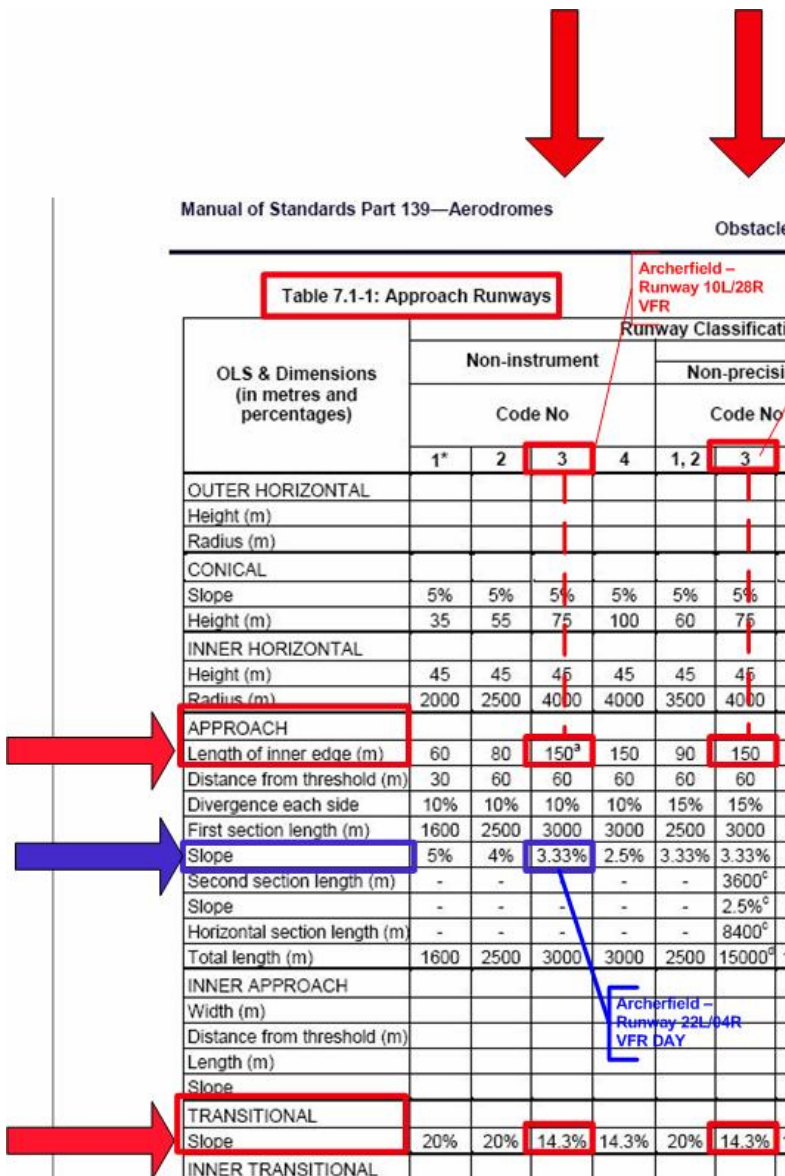 Manual of Standards Part 139—Aerodromes
Obstacle
Table 7.1-1: Approach Runways
Archerfield –
Runway 10L/28R
VFR
Runway Classificati
OLS & Dimensions
(in metres and
percentages)
Non-instrument
Non-precisi
Code No
Code No
1* 2 3 4 1, 2 3
OUTER HORIZONTAL
Height (m)
Radius (m)
CONICAL
Slope 5% 5% 5% 5% 5% 5%
Height (m) 35 55 75 100 60 75
INNER HORIZONTAL
Height (m) 45 45 45 45 45 45
Radius (m) 2000 2500 4000 4000 3500 4000
APPROACH
Length of inner edge (m) 60 80 150a 150 90 150
Distance from threshold (m) 30 60 60 60 60 60
Divergence each side 10% 10% 10% 10% 15% 15%
First section length (m) 1600 2500 3000 3000 2500 3000
Slope 5% 4% 3.33% 2.5% 3.33% 3.33%
Second section length (m) - - - - - 3600c
Slope - - - - - 2.5%c
Horizontal section length (m) - - - - - 8400c
Total length (m) 1600 2500 3000 3000 2500 15000d
INNER APPROACH
Width (m)
Distance from threshold (m)
Length (m)
Slope
Archerfield –
Runway 22L/04R
VFR DAY
TRANSITIONAL
Slope 20% 20% 14.3% 14.3% 20% 14.3%
INNER TRANSITIONAL